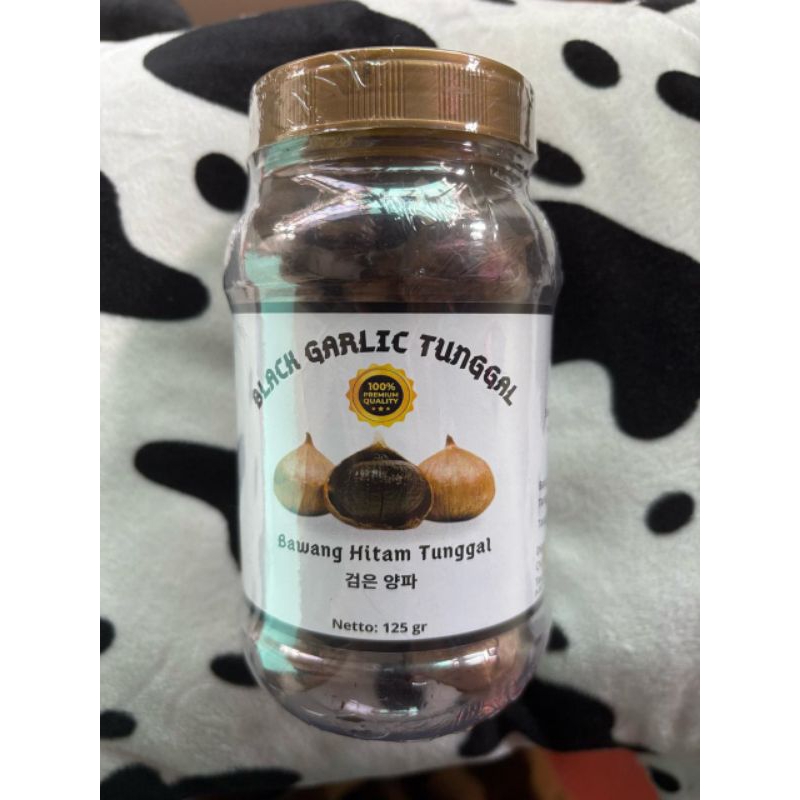 BLACK GARLIC TUNGGAL
100%
PREMIUM
QUALITY
Bawang Hitam Tunggal
검은 양파
Netto: 125 gr